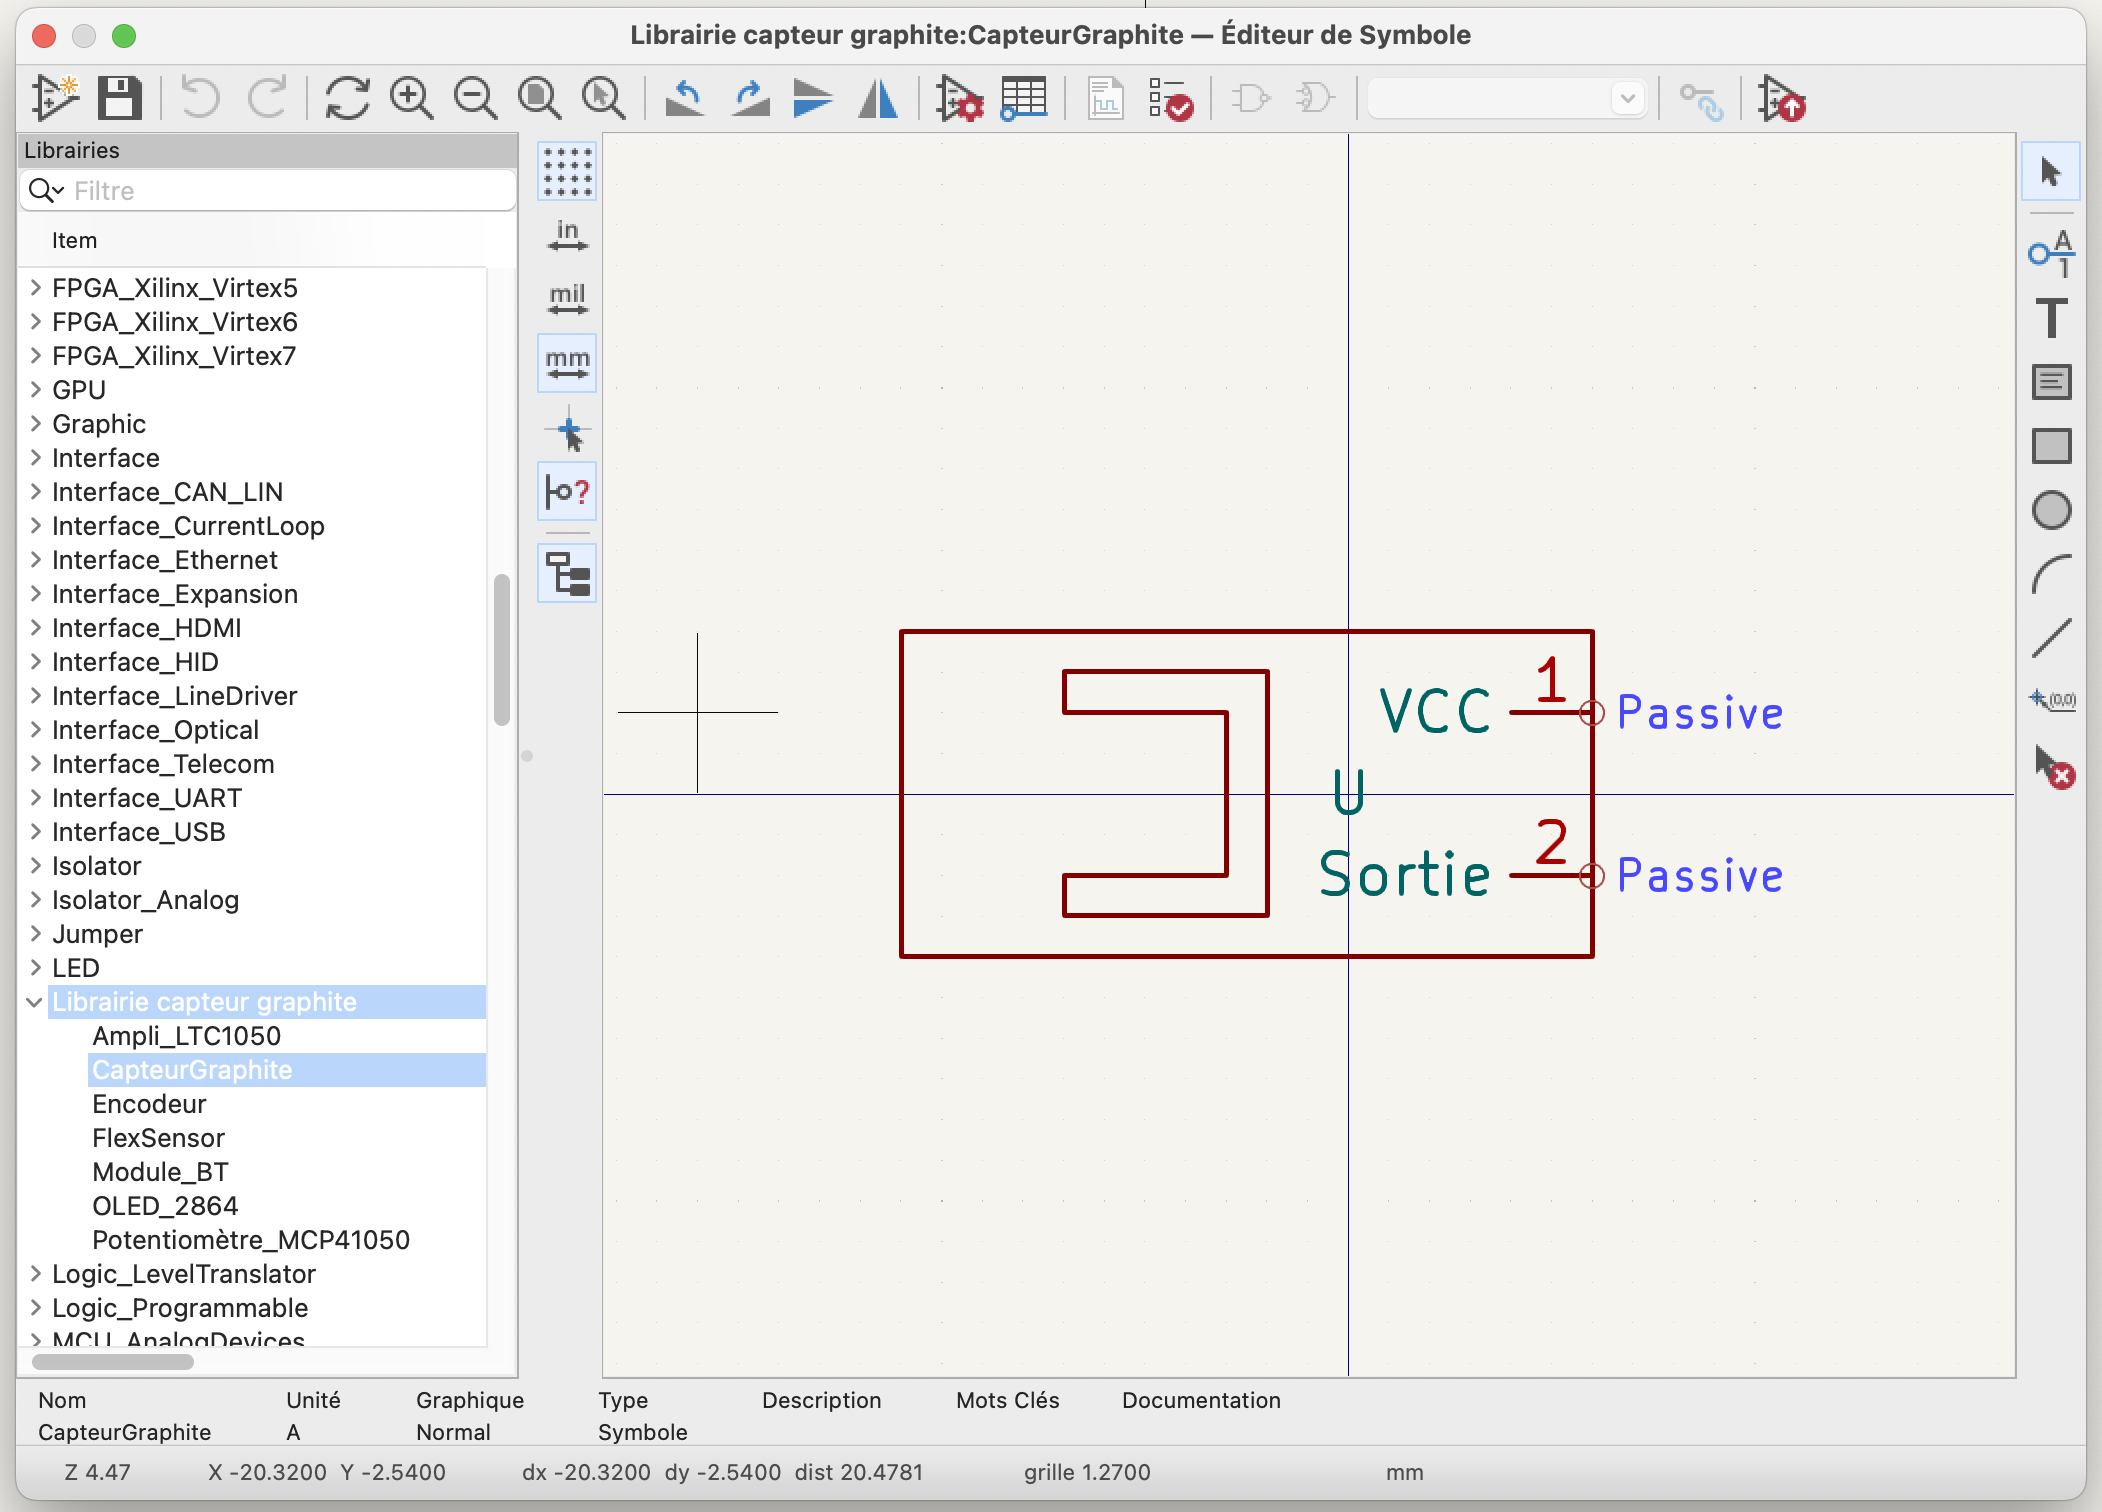 Librairie capteur graphite:CapteurGraphite — Éditeur de Symbole
Librairies
Filtre
Item
FPGA_Xilinx_Virtex5
FPGA_Xilinx_Virtex6
FPGA_Xilinx_Virtex7
GPU
Graphic
Interface
Interface_CAN_LIN
Interface_CurrentLoop
Interface_Ethernet
Interface_Expansion
Interface_HDMI
Interface_HID
Interface_LineDriver
Interface_Optical
Interface_Telecom
Interface_UART
Interface_USB
Isolator
Isolator_Analog
Jumper
LED
Librairie capteur graphite
Ampli_LTC1050
CapteurGraphite
Encodeur
FlexSensor
Module_BT
OLED_2864
Potentiomètre_MCP41050
Logic_LevelTranslator
Logic_Programmable
MCU_AnalogDevices
in
mil
mm
?
VCC 1 Passive
U
Sortie 2 Passive
A
1
T
(0,0)
Nom Unité Graphique Type Description Mots Clés Documentation
CapteurGraphite A Normal Symbole
Z 4.47 X -20.3200 Y -2.5400 dx -20.3200 dy -2.5400 dist 20.4781 grille 1.2700 mm